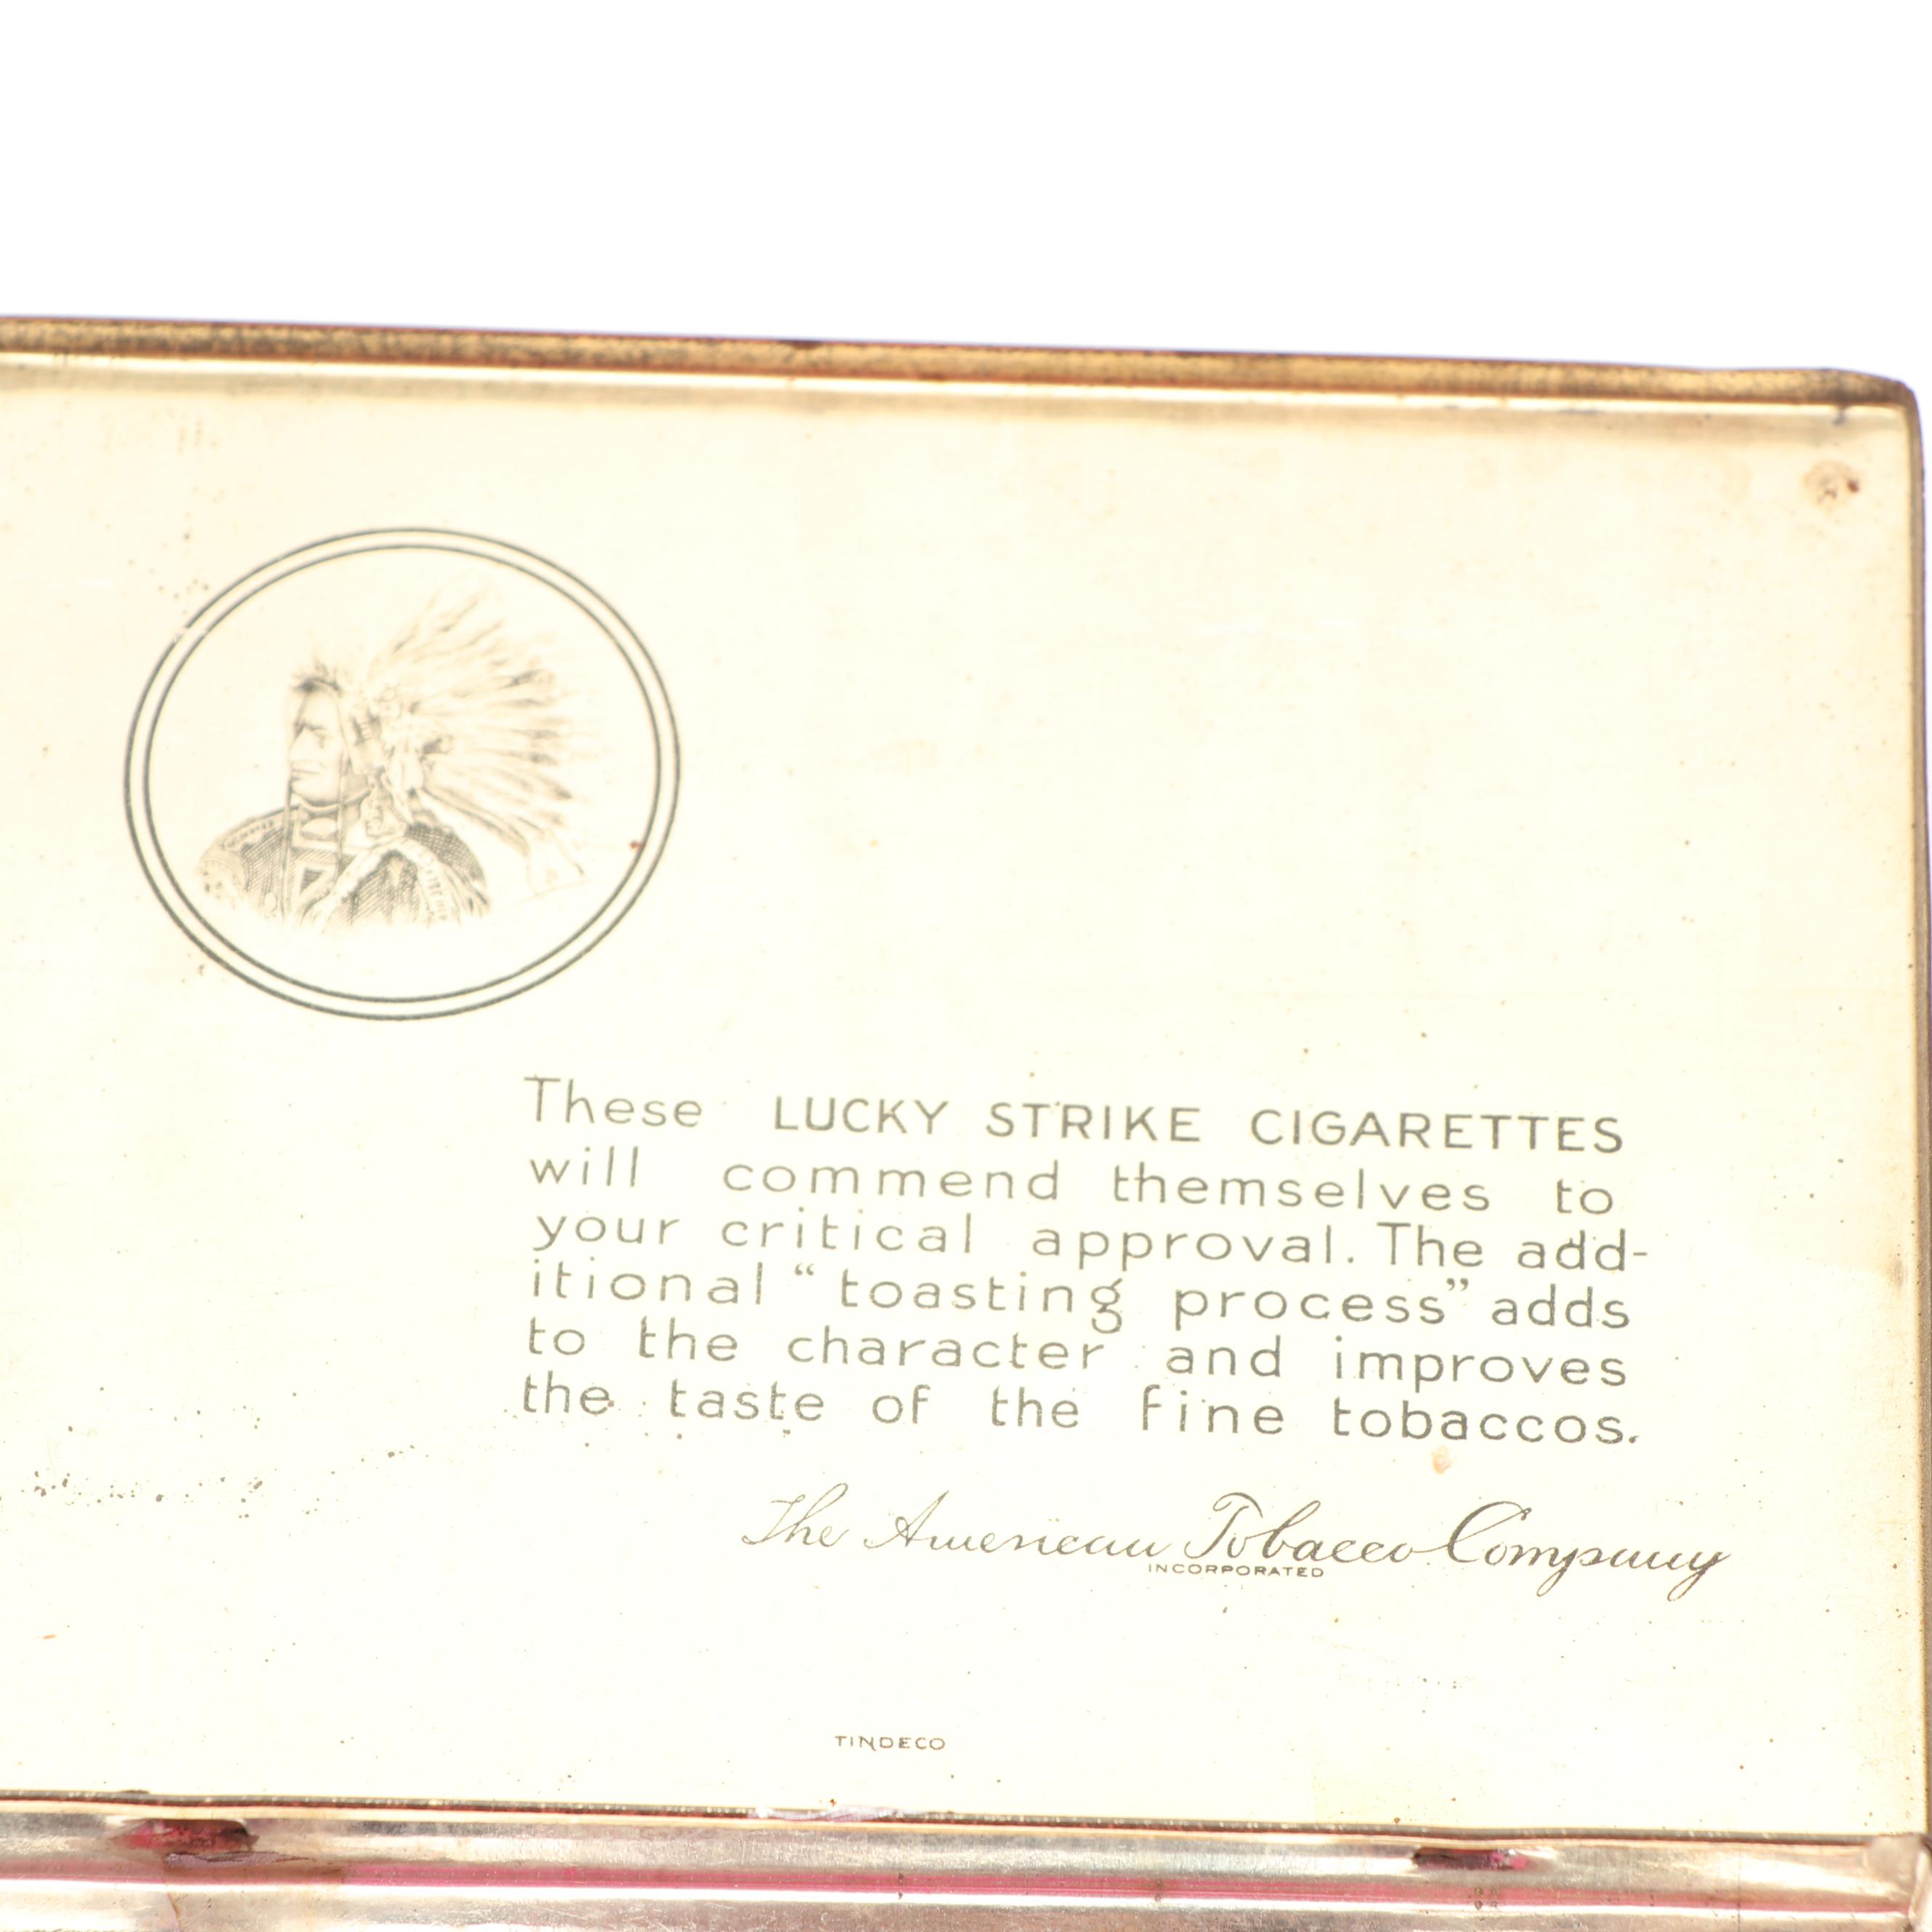 These LUCKY STRIKE CIGARETTES
will commend themselves to
your critical approval. The add-
itional “toasting process” adds
to the character and improves
the taste of the fine tobaccos.
The American Tobacco Company
INCORPORATED
TINDECO